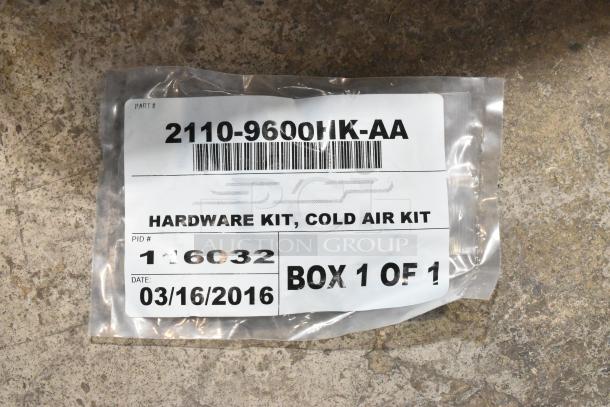 PART #
2110-9600HK-AA
HARDWARE KIT, COLD AIR KIT
PID #
116032
BOX 1 OF 1
DATE:
03/16/2016
AUCTION GROUP